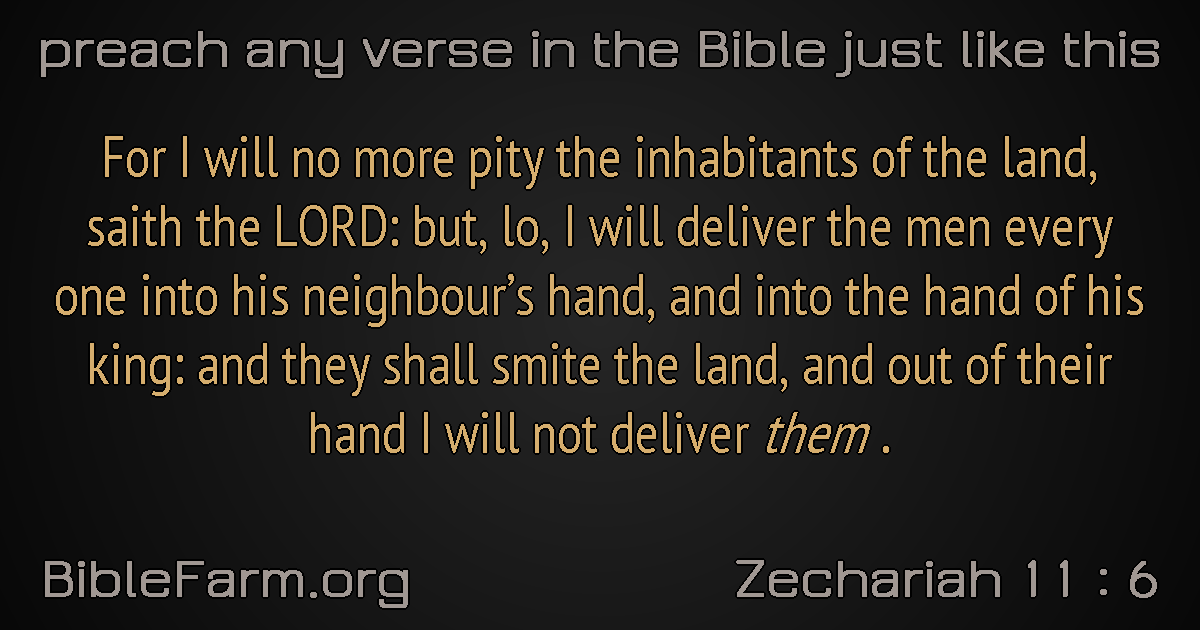 preach any verse in the Bible just like this
For I will no more pity the inhabitants of the land,
saith the LORD: but, lo, I will deliver the men every
one into his neighbour’s hand, and into the hand of his
king: and they shall smite the land, and out of their
hand I will not deliver them .
BibleFarm.org
Zechariah 11 : 6